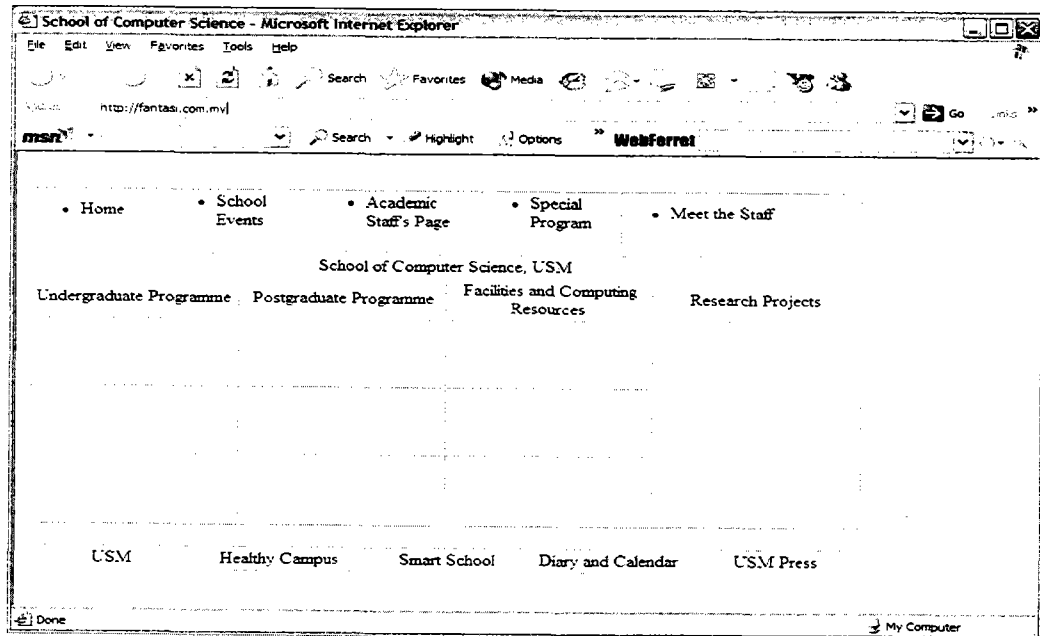 School of Computer Science - Microsoft Internet Explorer
File Edit View Favorites Tools Help
Search Favorites Media
http://fantasi.com.my Go Links »
msn Search Highlight Options » WebFerret
• Home • School Events • Academic Staff's Page • Special Program • Meet the Staff
School of Computer Science, USM
Undergraduate Programme Postgraduate Programme Facilities and Computing Resources Research Projects
USM Healthy Campus Smart School Diary and Calendar USM Press
Done My Computer